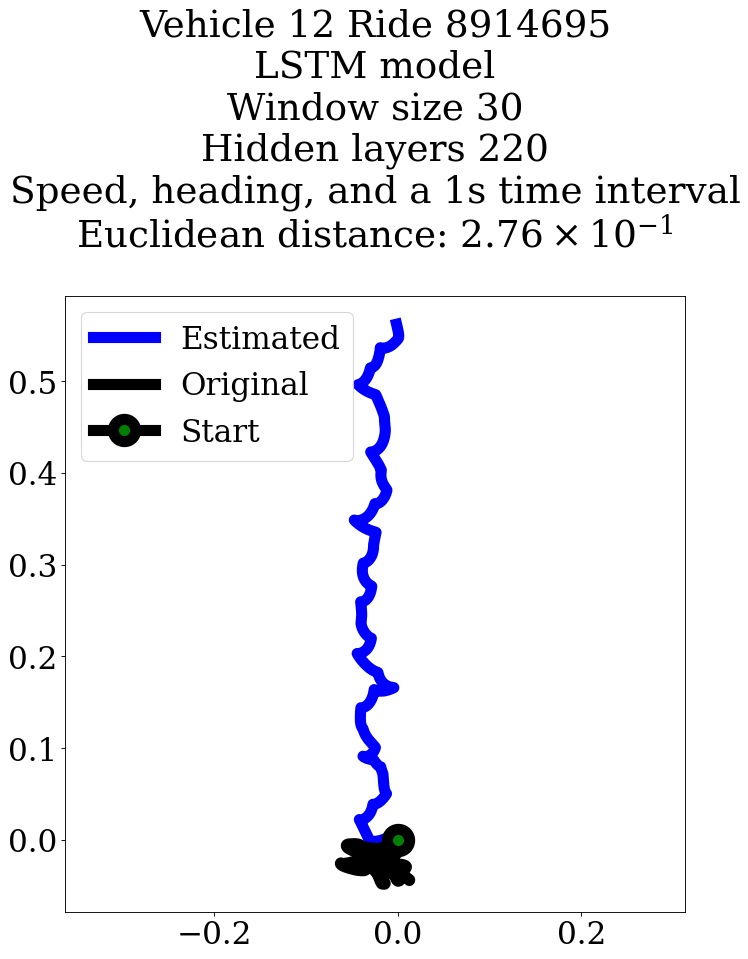 Vehicle 12 Ride 8914695
LSTM model
Window size 30
Hidden layers 220
Speed, heading, and a 1s time interval
Euclidean distance: 2.76 × 10⁻¹
Estimated
Original
Start
0.5
0.4
0.3
0.2
0.1
0.0
−0.2 0.0 0.2